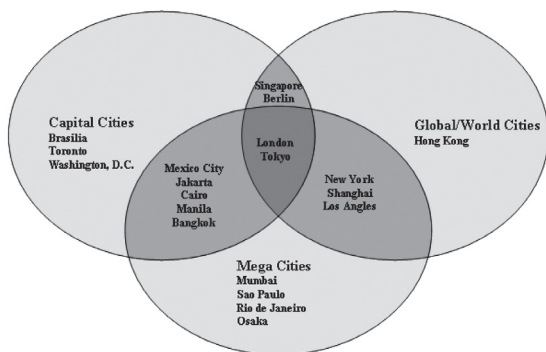 Singapore
Berlin
Capital Cities
Brasilia
Toronto
Washington, D.C.
Global/World Cities
Hong Kong
London
Tokyo
Mexico City
Jakarta
Cairo
Manila
Bangkok
New York
Shanghai
Los Angles
Mega Cities
Mumbai
Sao Paulo
Rio de Janeiro
Osaka